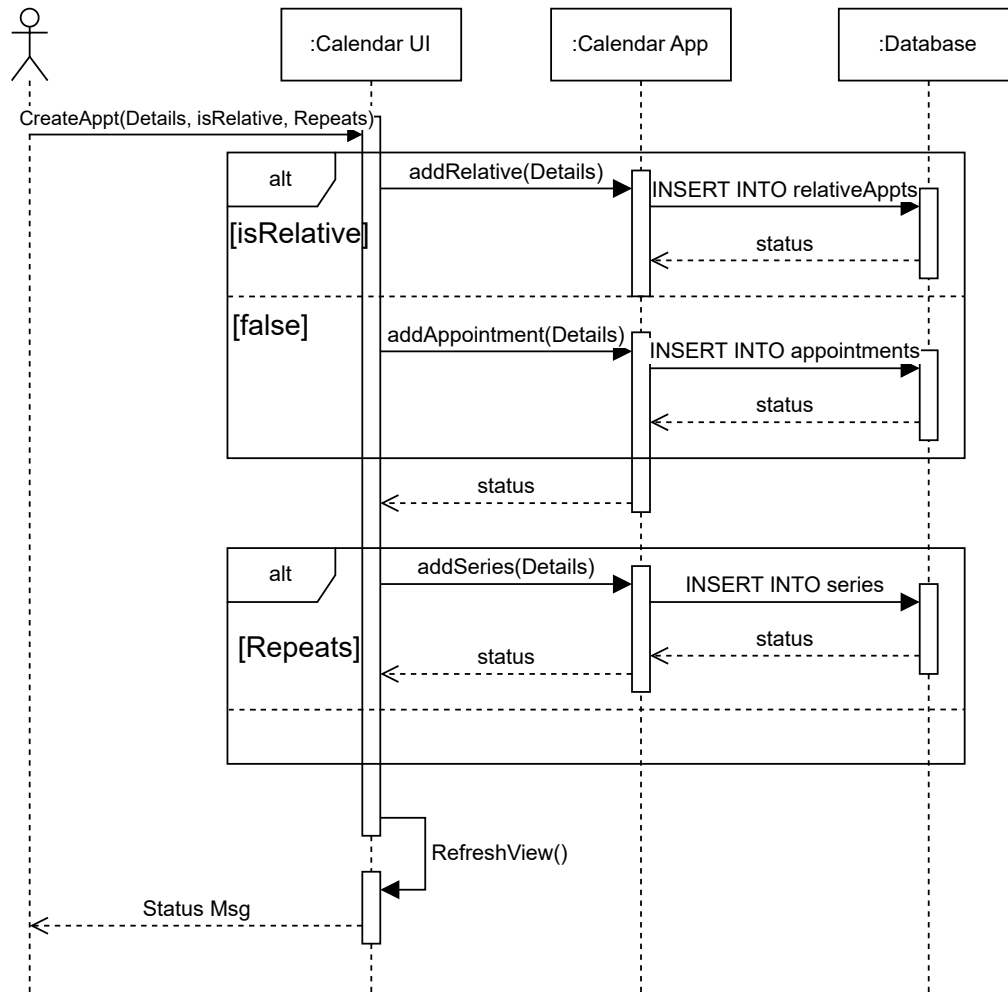 :Calendar UI
:Calendar App
:Database
CreateAppt(Details, isRelative, Repeats)
alt
addRelative(Details)
INSERT INTO relativeAppts
[isRelative]
status
[false]
addAppointment(Details)
INSERT INTO appointments
status
status
alt
addSeries(Details)
INSERT INTO series
[Repeats]
status
status
RefreshView()
Status Msg